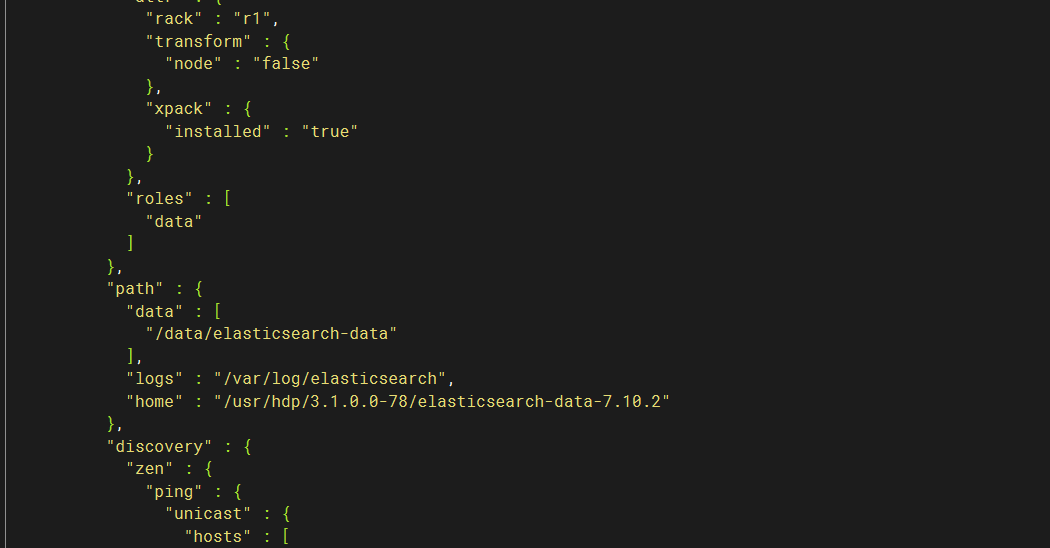 "rack" : "r1",
"transform" : {
"node" : "false"
},
"xpack" : {
"installed" : "true"
}
},
"roles" : [
"data"
]
},
"path" : {
"data" : [
"/data/elasticsearch-data"
],
"logs" : "/var/log/elasticsearch",
"home" : "/usr/hdp/3.1.0.0-78/elasticsearch-data-7.10.2"
},
"discovery" : {
"zen" : {
"ping" : {
"unicast" : {
"hosts" : [